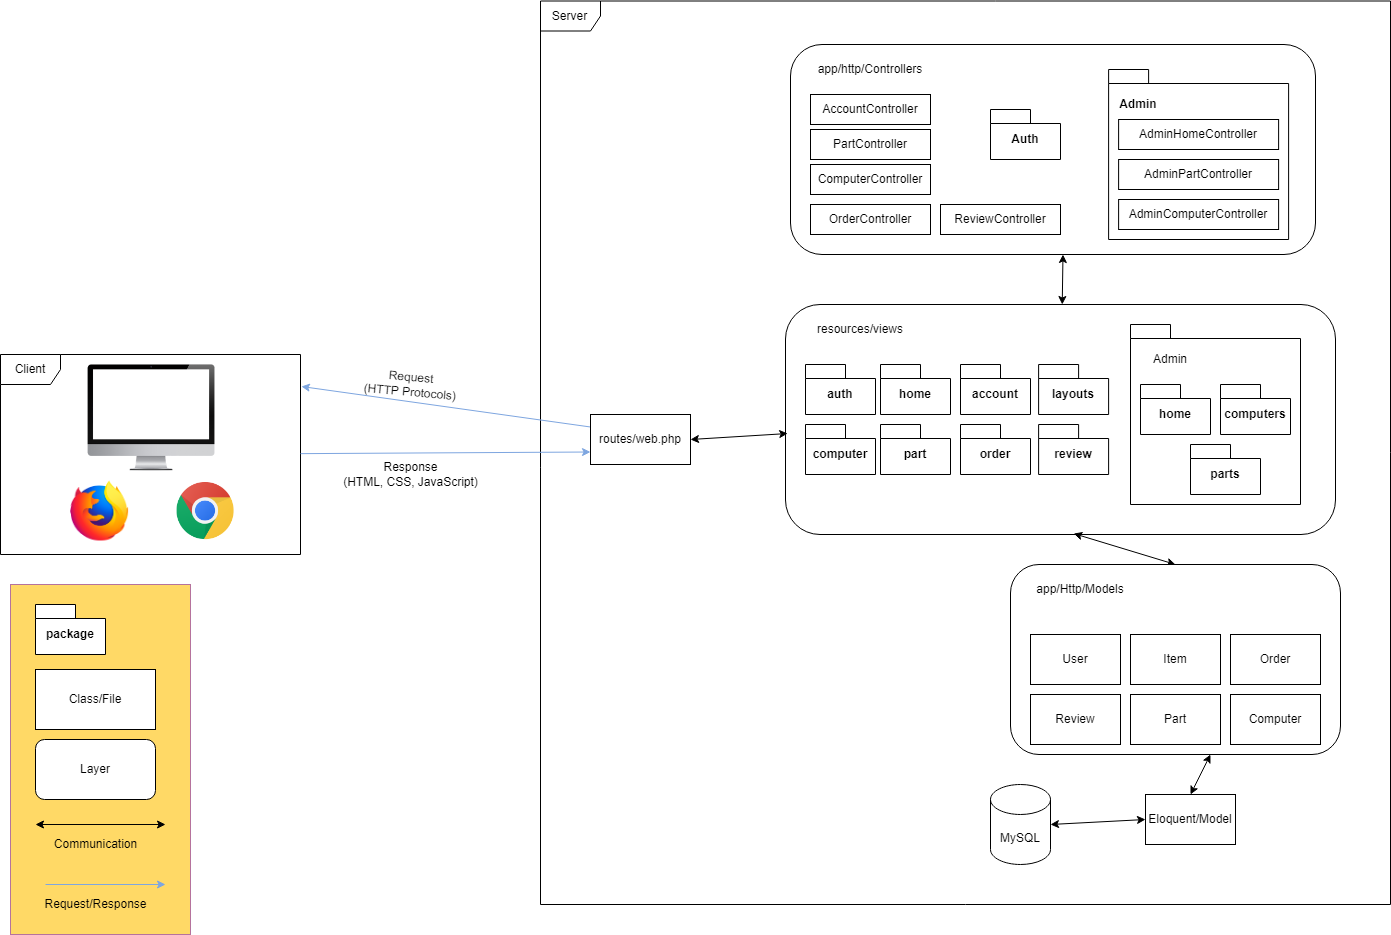 Server
app/http/Controllers
AccountController
PartController
ComputerController
OrderController
ReviewController
Auth
Admin
AdminHomeController
AdminPartController
AdminComputerController
resources/views
auth
home
account
layouts
computer
part
order
review
Admin
home
computers
parts
Client
Request
(HTTP Protocols)
Response
(HTML, CSS, JavaScript)
routes/web.php
app/Http/Models
User
Item
Order
Review
Part
Computer
MySQL
Eloquent/Model
package
Class/File
Layer
Communication
Request/Response